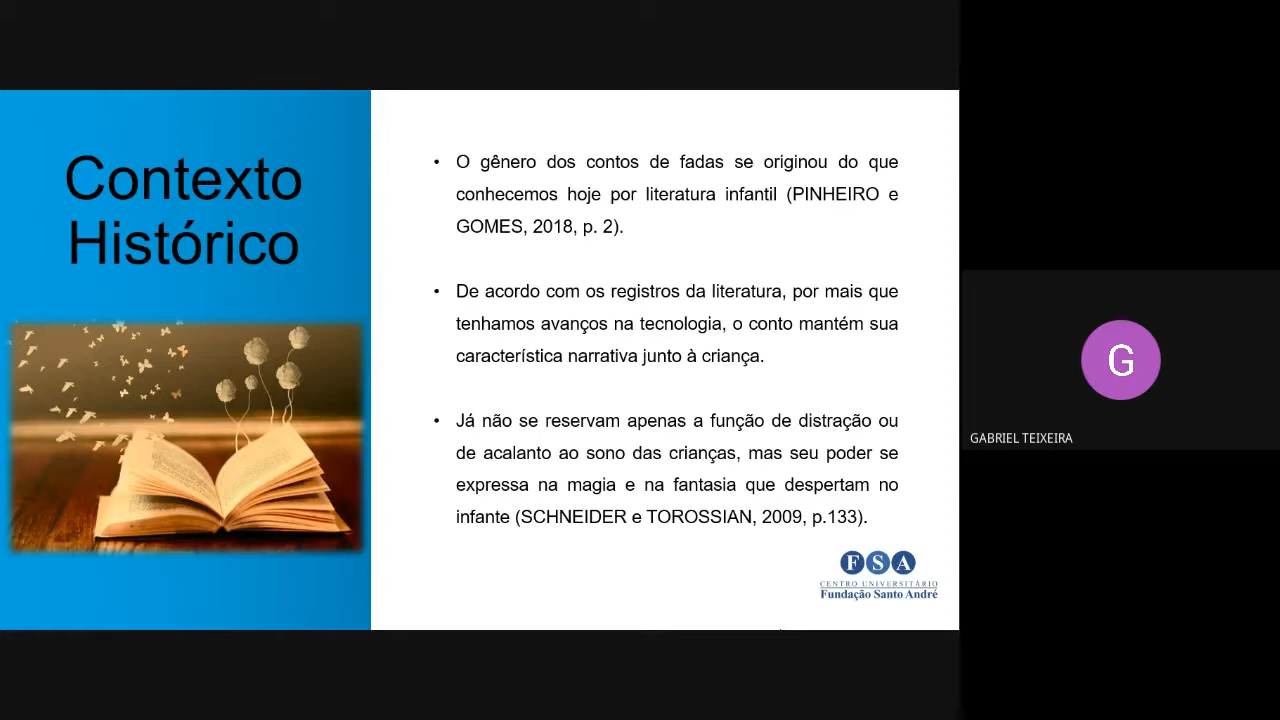 Contexto
Histórico
• O gênero dos contos de fadas se originou do que
conhecemos hoje por literatura infantil (PINHEIRO e
GOMES, 2018, p. 2).
• De acordo com os registros da literatura, por mais que
tenhamos avanços na tecnologia, o conto mantém sua
característica narrativa junto à criança.
• Já não se reservam apenas a função de distração ou
de acalanto ao sono das crianças, mas seu poder se
expressa na magia e na fantasia que despertam no
infante (SCHNEIDER e TOROSSIAN, 2009, p.133).
FSA
CENTRO UNIVERSITÁRIO
Fundação Santo André
G
GABRIEL TEIXEIRA